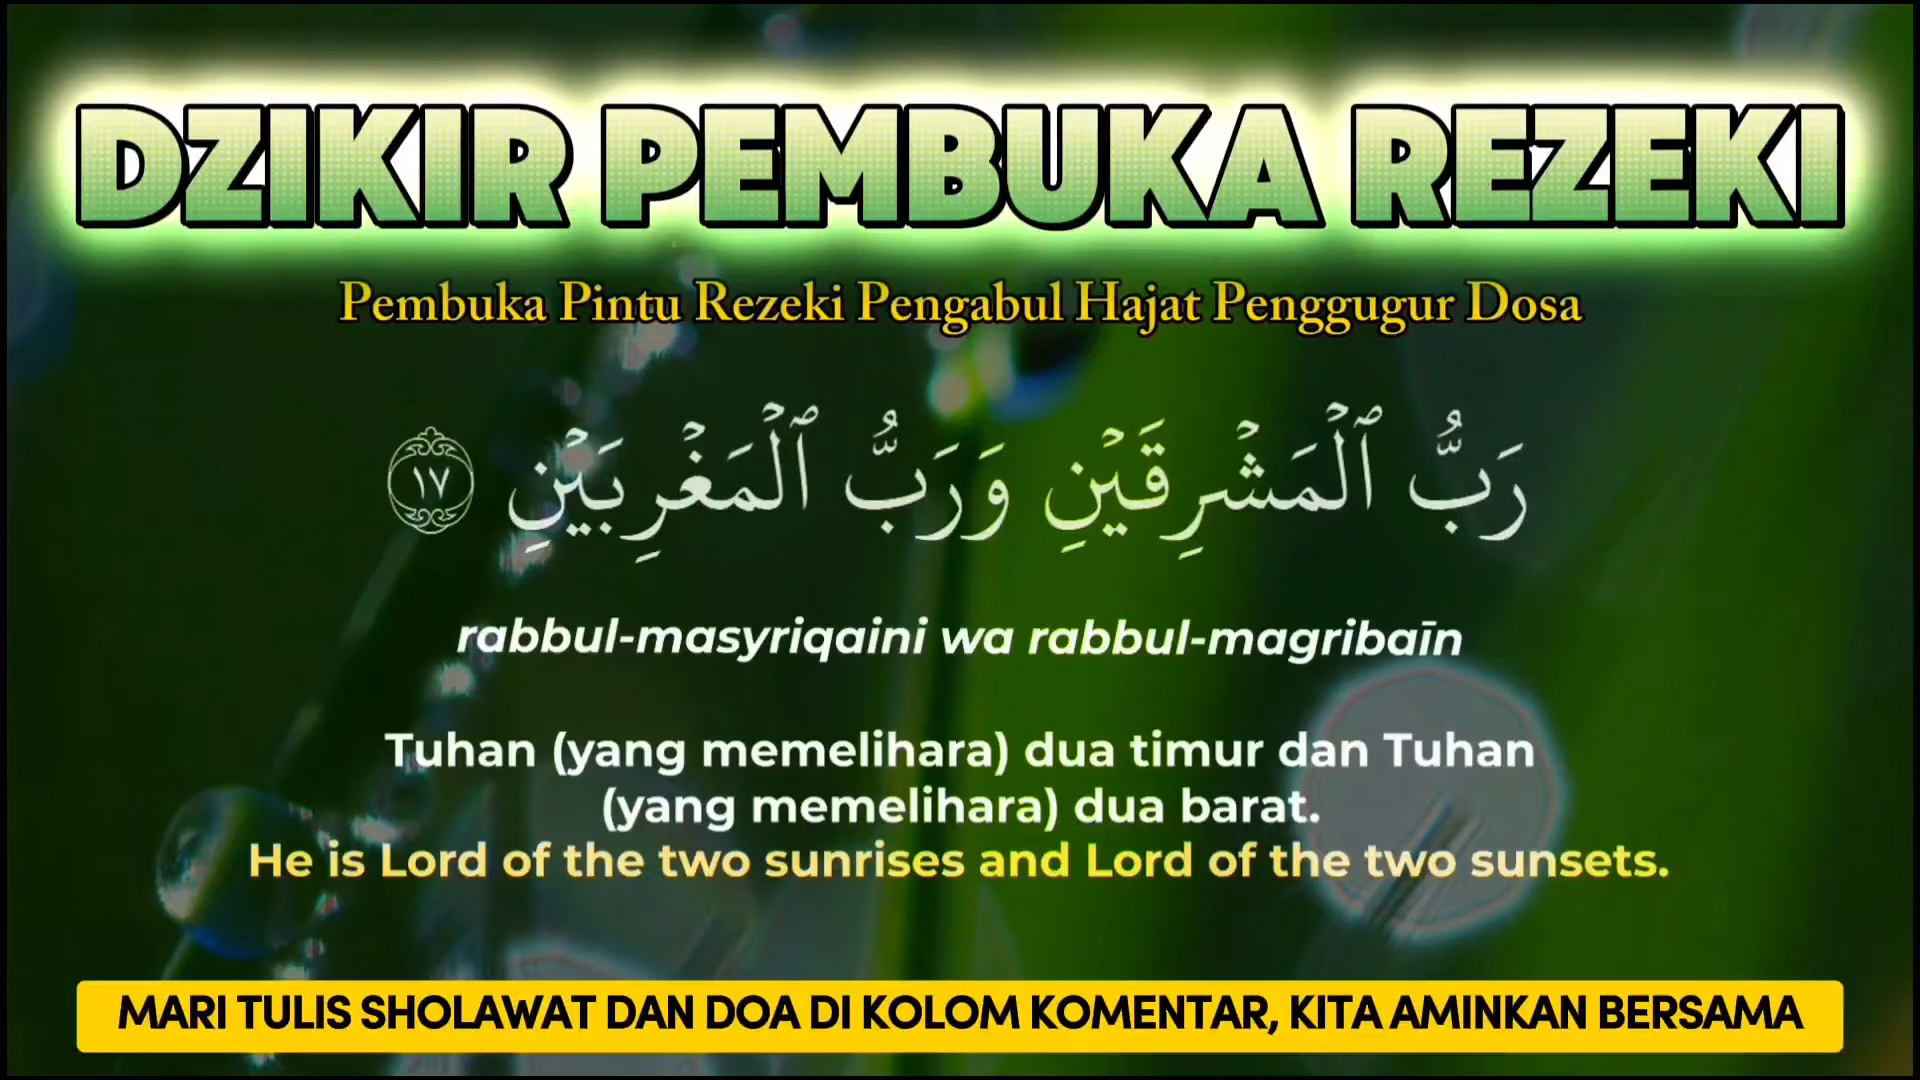 DZIKIR PEMBUKA REZEKI
Pembuka Pintu Rezeki Pengabul Hajat Penggugur Dosa
رَبُّ ٱلْمَشْرِقَيْنِ وَرَبُّ ٱلْمَغْرِبَيْنِ ١٧
rabbul-masyriqaini wa rabbul-magribaīn
Tuhan (yang memelihara) dua timur dan Tuhan
(yang memelihara) dua barat.
He is Lord of the two sunrises and Lord of the two sunsets.
MARI TULIS SHOLAWAT DAN DOA DI KOLOM KOMENTAR, KITA AMINKAN BERSAMA